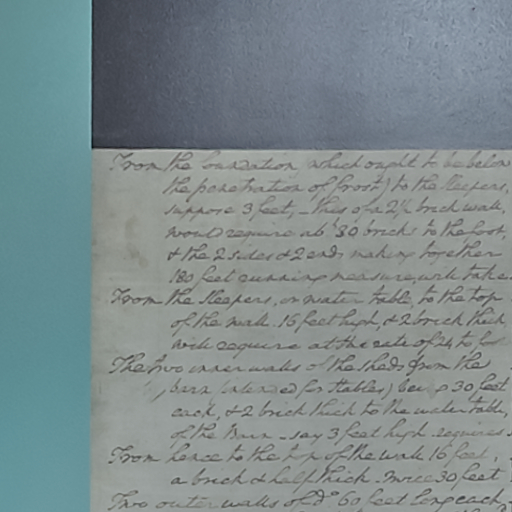 From the foundation (which ought to be below
the penetration of frost) to the sleepers,
suppose 3 feet, - this of a 2½ brick wall,
would require abt 30 bricks to the foot,
& the 2 sides & 2 ends making together
180 feet running measure, will take
From the sleepers, or water table, to the top
of the wall. 16 feet high, & 2 brick thick
will require at the rate of 24 to
The two inner walls of the sheds from the
Barn (intended for stables) being 30 feet
each, & 2 brick thick to the water table,
of the Barn - say 3 feet high requires
From hence to the top of the wall 16 feet,
a brick & half thick. Twice 30 feet
Two outer walls of Do 60 feet long each